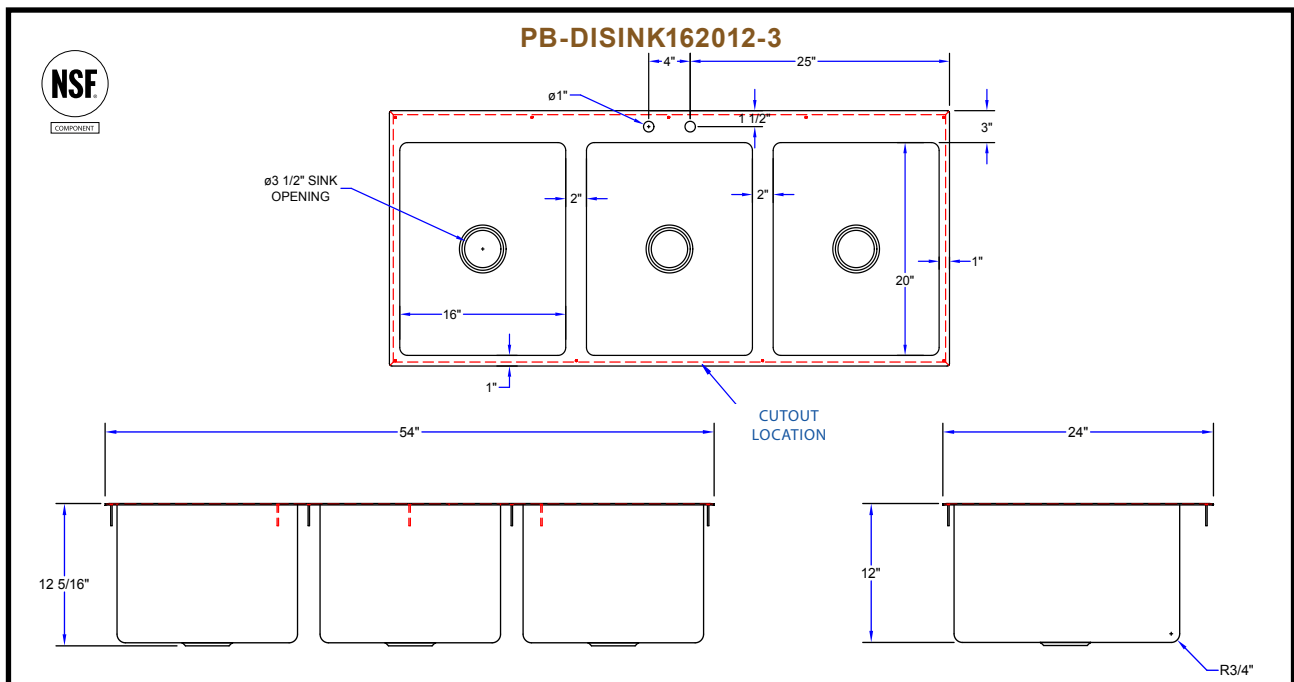 PB-DISINK162012-3
NSF.
COMPONENT
4"
25"
ø1"
1 1/2"
3"
ø3 1/2" SINK
OPENING
2"
2"
1"
20"
16"
1"
CUTOUT
LOCATION
54"
24"
12 5/16"
12"
R3/4"